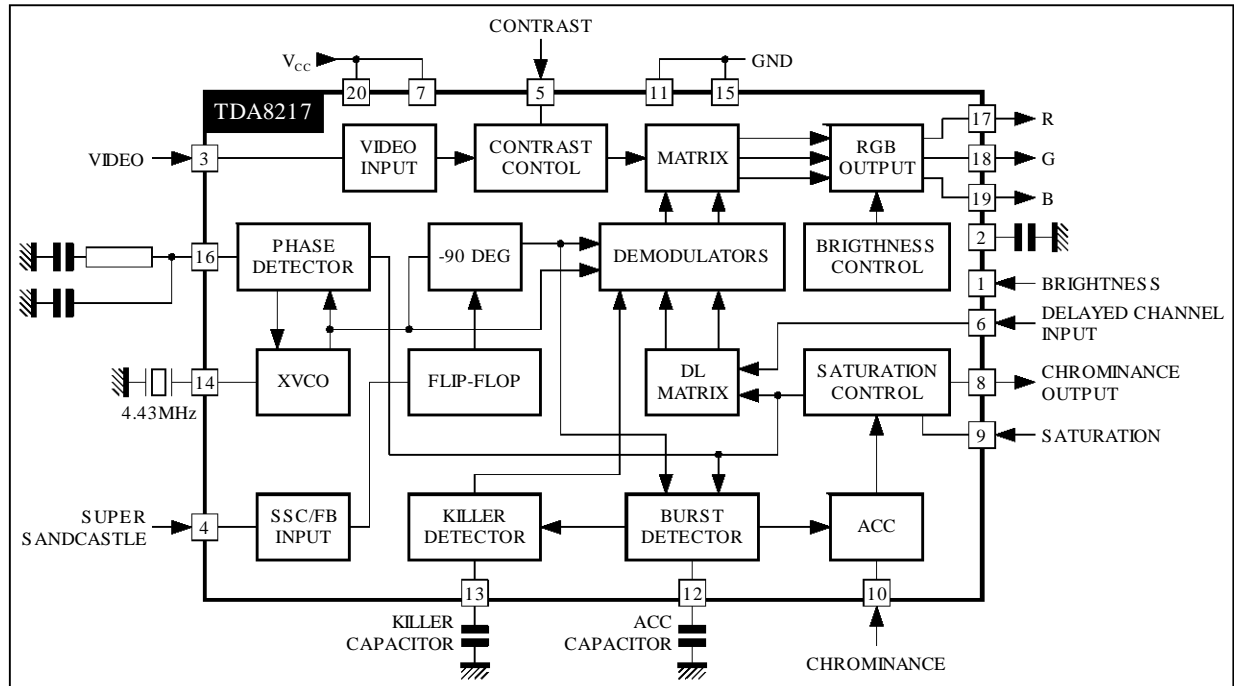 CONTRAST
VCC
GND
20
7
5
11
15
TDA8217
17
R
VIDEO
3
VIDEO
INPUT
CONTRAST
CONTOL
MATRIX
RGB
OUTPUT
18
G
19
B
16
PHASE
DETECTOR
-90 DEG
DEMODULATORS
BRIGTHNESS
CONTROL
2
1
BRIGHTNESS
6
DELAYED CHANNEL
INPUT
14
4.43MHz
XVCO
FLIP-FLOP
DL
MATRIX
SATURATION
CONTROL
8
CHROMINANCE
OUTPUT
9
SATURATION
SUPER
SANDCASTLE
4
SSC/FB
INPUT
KILLER
DETECTOR
BURST
DETECTOR
ACC
13
12
10
KILLER
CAPACITOR
ACC
CAPACITOR
CHROMINANCE